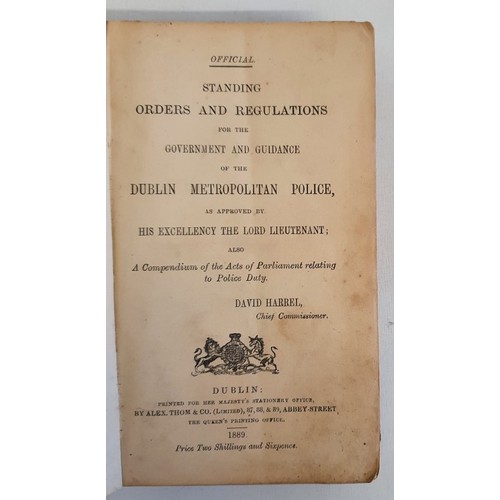 OFFICIAL.
STANDING
ORDERS AND REGULATIONS
FOR THE
GOVERNMENT AND GUIDANCE
OF THE
DUBLIN METROPOLITAN POLICE,
AS APPROVED BY
HIS EXCELLENCY THE LORD LIEUTENANT;
ALSO
A Compendium of the Acts of Parliament relating
to Police Duty.
DAVID HARREL,
Chief Commissioner.
DUBLIN:
PRINTED FOR HER MAJESTY'S STATIONERY OFFICE,
BY ALEX. THOM & CO. (LIMITED), 87, 88, & 89, ABBEY-STREET,
THE QUEEN'S PRINTING OFFICE.
1889.
Price Two Shillings and Sixpence.